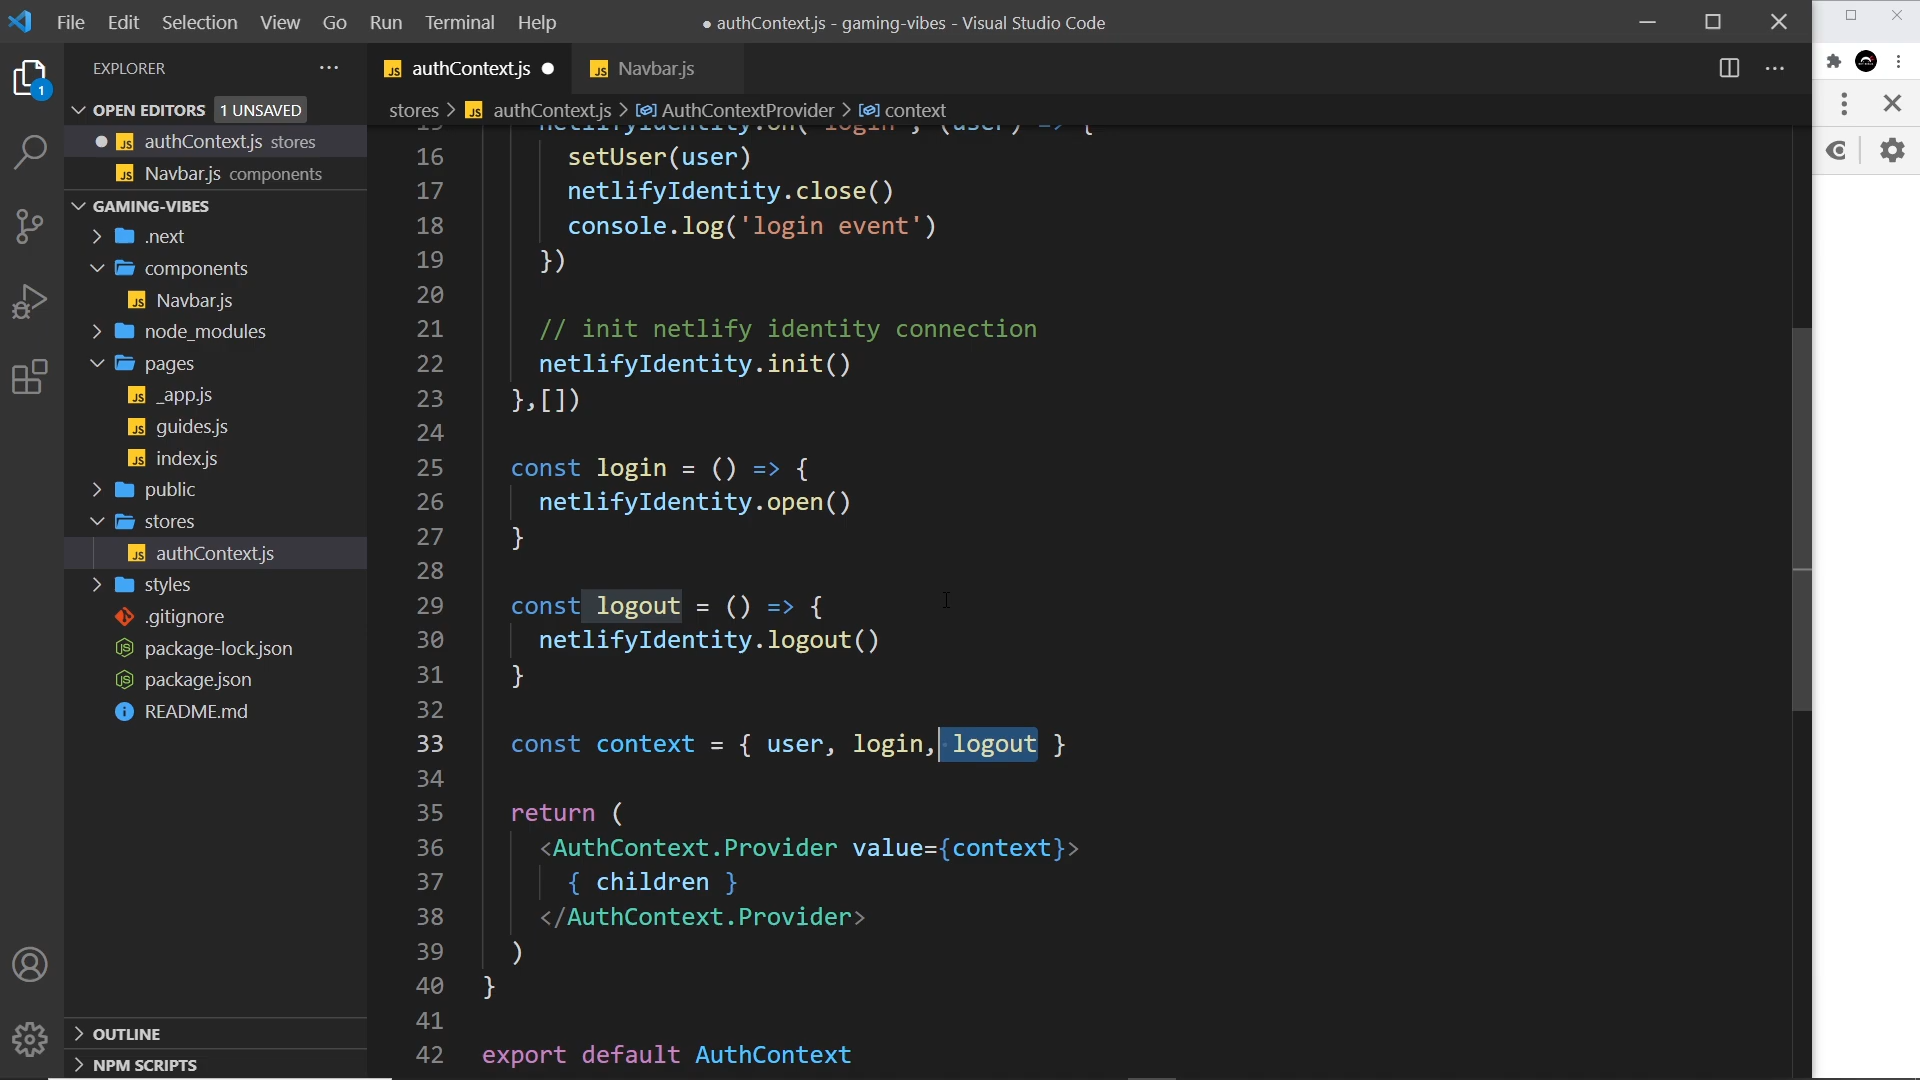 File Edit Selection View Go Run Terminal Help
● authContext.js - gaming-vibes - Visual Studio Code
EXPLORER
OPEN EDITORS 1 UNSAVED
authContext.js stores
Navbar.js components
GAMING-VIBES
.next
components
Navbar.js
node_modules
pages
_app.js
guides.js
index.js
public
stores
authContext.js
styles
.gitignore
package-lock.json
package.json
README.md
OUTLINE
NPM SCRIPTS
1
authContext.js
Navbar.js
stores > authContext.js > AuthContextProvider > context
15 netlifyIdentity.on('login', (user) => {
16 setUser(user)
17 netlifyIdentity.close()
18 console.log('login event')
19 })
20
21 // init netlify identity connection
22 netlifyIdentity.init()
23 },[])
24
25 const login = () => {
26 netlifyIdentity.open()
27 }
28
29 const logout = () => {
30 netlifyIdentity.logout()
31 }
32
33 const context = { user, login, logout }
34
35 return (
36 <AuthContext.Provider value={context}>
37 { children }
38 </AuthContext.Provider>
39 )
40 }
41
42 export default AuthContext